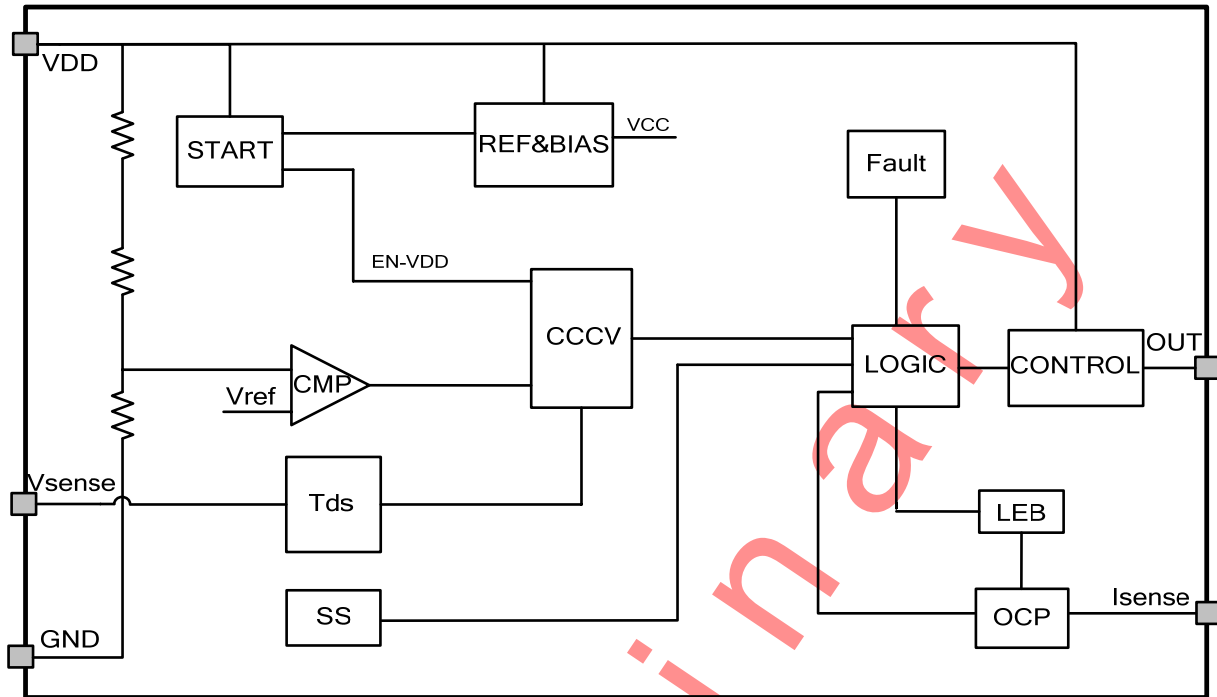 VDD
START
REF&BIAS
VCC
Fault
EN-VDD
CCCV
LOGIC
CONTROL
OUT
CMP
Vref
Vsense
Tds
LEB
SS
OCP
Isense
GND
inary